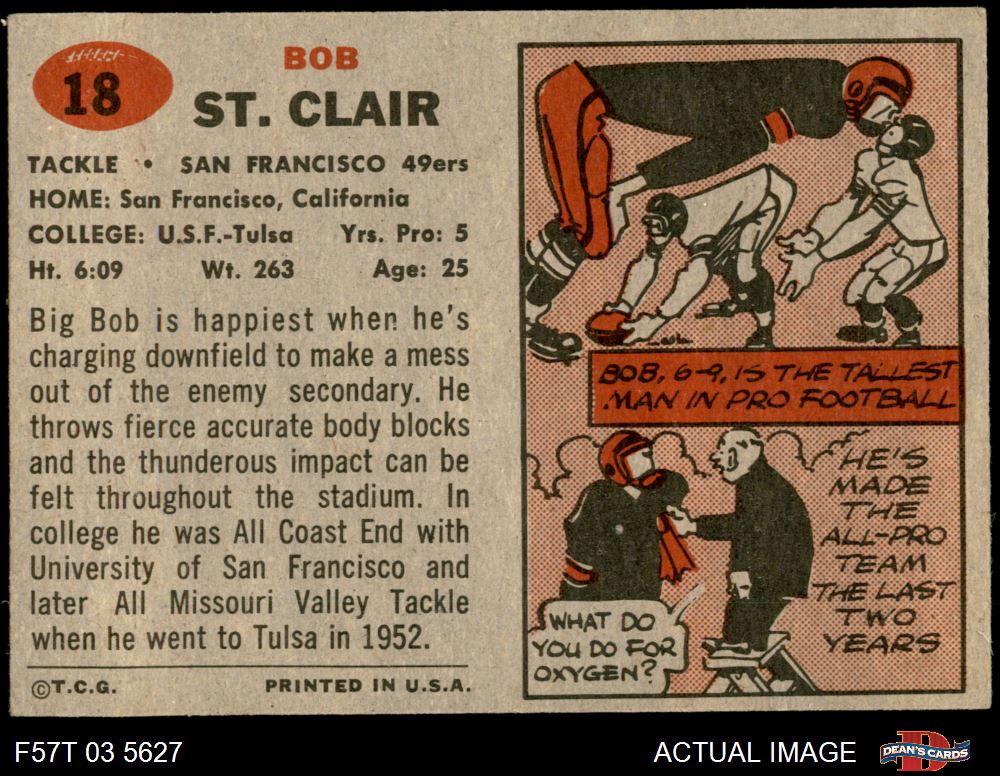 18
BOB
ST. CLAIR
TACKLE • SAN FRANCISCO 49ers
HOME: San Francisco, California
COLLEGE: U.S.F.-Tulsa Yrs. Pro: 5
Ht. 6:09 Wt. 263 Age: 25
Big Bob is happiest when he's
charging downfield to make a mess
out of the enemy secondary. He
throws fierce accurate body blocks
and the thunderous impact can be
felt throughout the stadium. In
college he was All Coast End with
University of San Francisco and
later All Missouri Valley Tackle
when he went to Tulsa in 1952.
©T.C.G. PRINTED IN U.S.A.
BOB, 6-9, IS THE TALLEST
MAN IN PRO FOOTBALL
HE'S
MADE
THE
ALL-PRO
TEAM
THE LAST
TWO
YEARS
WHAT DO
YOU DO FOR
OXYGEN?
F57T 03 5627
ACTUAL IMAGE
DEAN'S CARDS